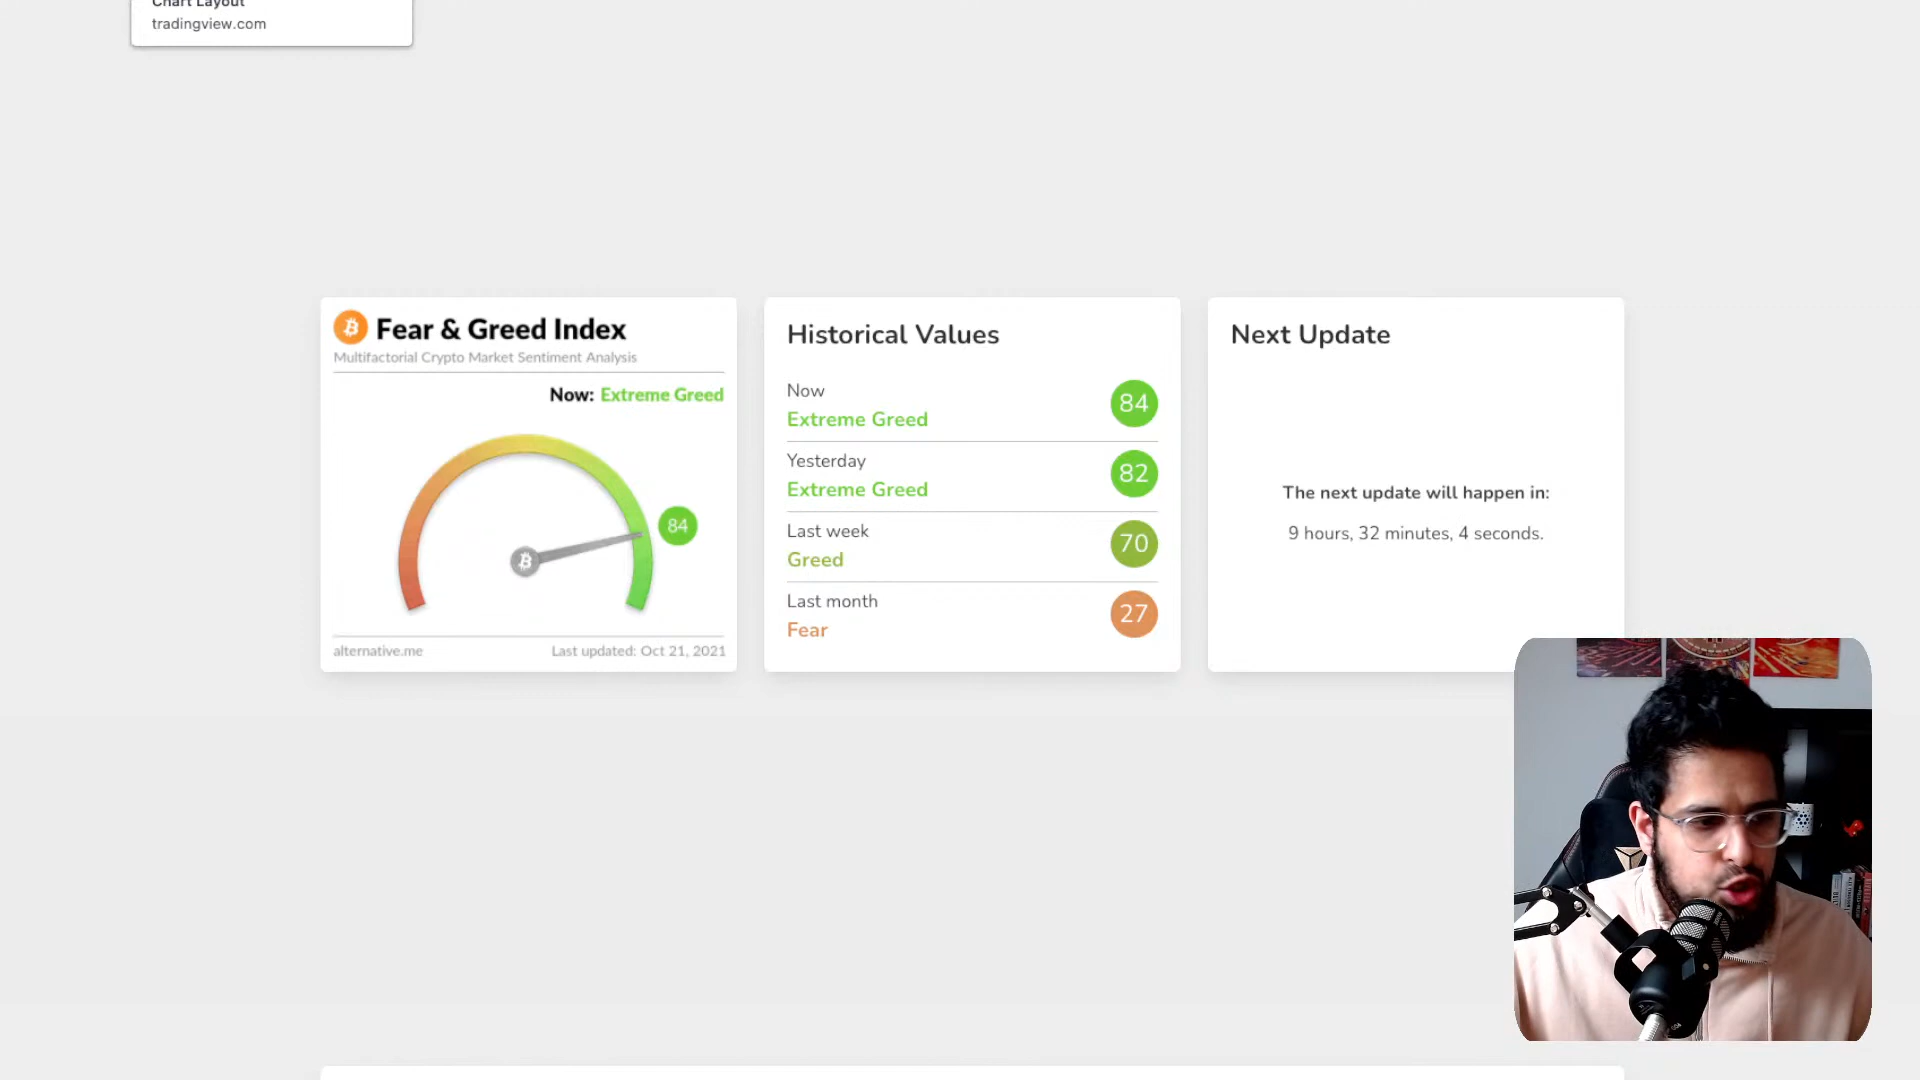 Chart Layout
tradingview.com
Fear & Greed Index
Multifactorial Crypto Market Sentiment Analysis
Now: Extreme Greed
84
alternative.me
Last updated: Oct 21, 2021
Historical Values
Now
Extreme Greed
84
Yesterday
Extreme Greed
82
Last week
Greed
70
Last month
Fear
27
Next Update
The next update will happen in:
9 hours, 32 minutes, 4 seconds.